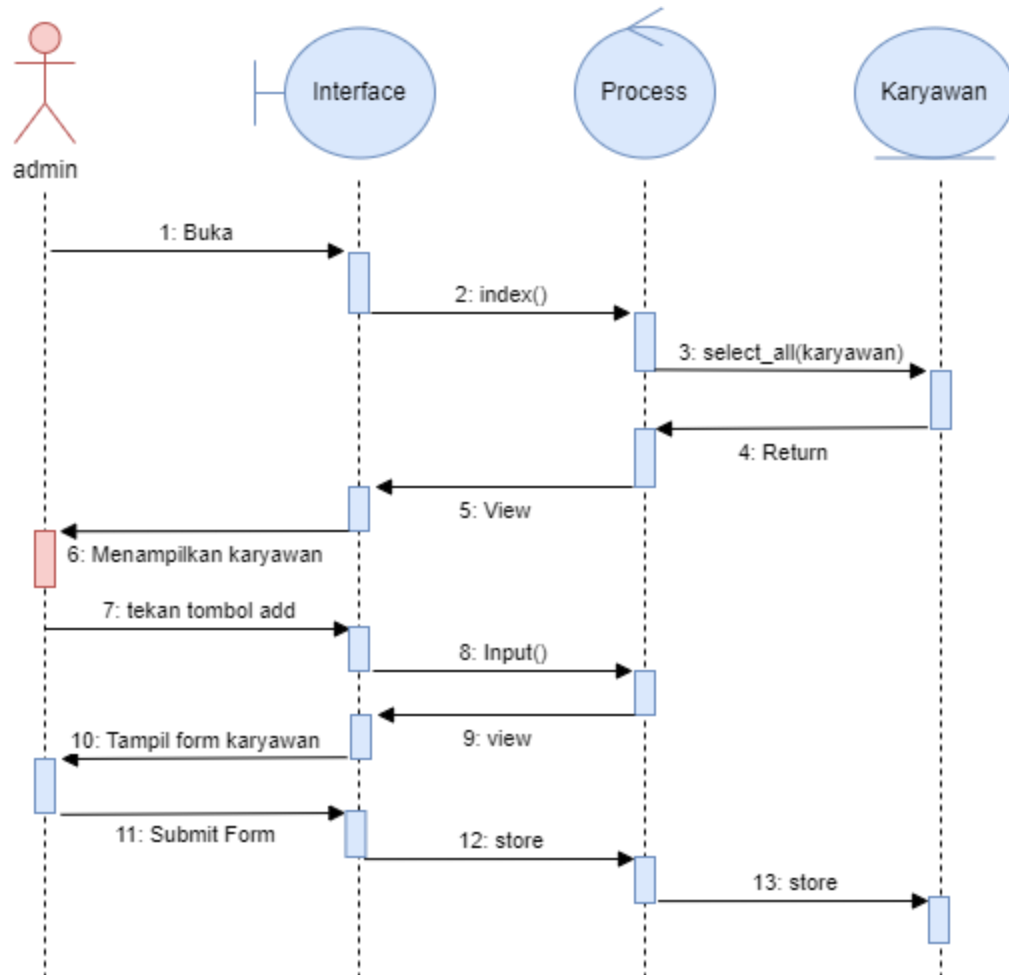 Interface
Process
Karyawan
admin
1: Buka
2: index()
3: select_all(karyawan)
4: Return
5: View
6: Menampilkan karyawan
7: tekan tombol add
8: Input()
9: view
10: Tampil form karyawan
11: Submit Form
12: store
13: store